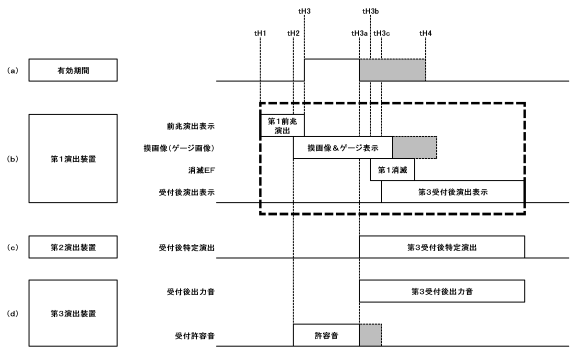 tH3
tH3b
tH1
tH2
tH3a
tH3c
tH4
(a)
有効期間
(b)
第1演出装置
前兆演出表示
第1前兆
演出
操画像(ゲージ画像)
操画像&ゲージ表示
消滅EF
第1消滅
受付後演出表示
第3受付後演出表示
(c)
第2演出装置
受付後特定演出
第3受付後特定演出
(d)
第3演出装置
受付後出力音
第3受付後出力音
受付許容音
許容音